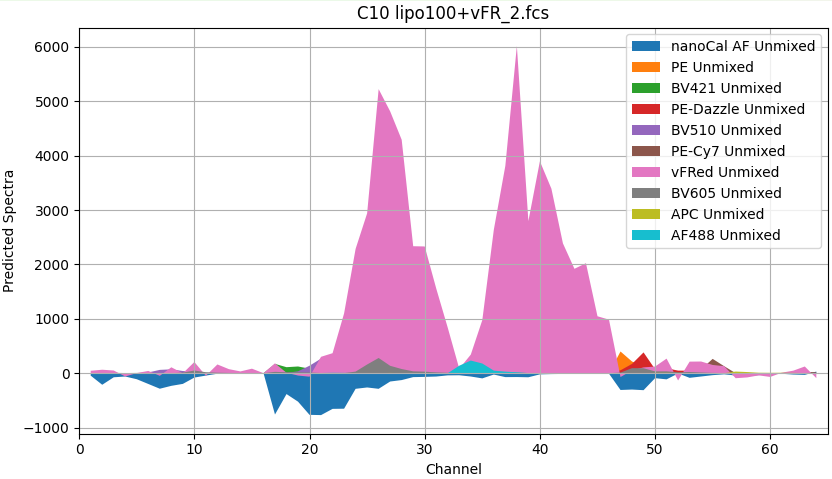 C10 lipo100+vFR_2.fcs
6000
5000
4000
3000
2000
1000
0
−1000
Predicted Spectra
nanoCal AF Unmixed
PE Unmixed
BV421 Unmixed
PE-Dazzle Unmixed
BV510 Unmixed
PE-Cy7 Unmixed
vFRed Unmixed
BV605 Unmixed
APC Unmixed
AF488 Unmixed
0 10 20 30 40 50 60
Channel